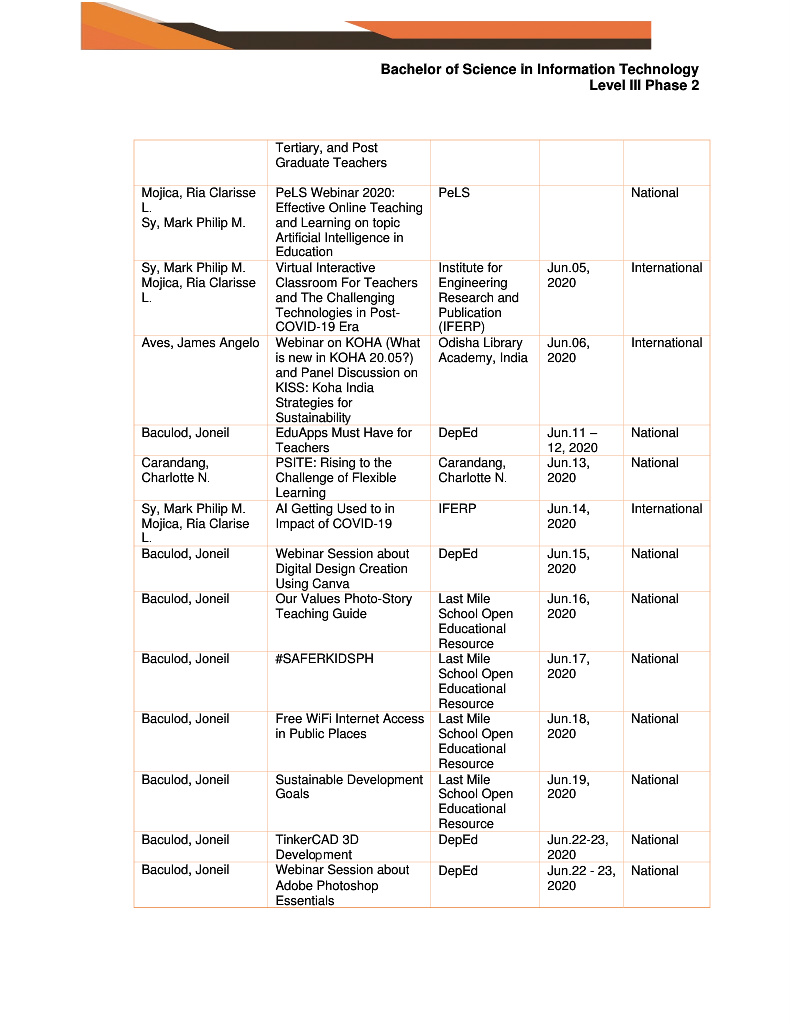 Bachelor of Science in Information Technology
Level III Phase 2
Tertiary, and Post
Graduate Teachers
Mojica, Ria Clarisse
L.
Sy, Mark Philip M.
PeLS Webinar 2020:
Effective Online Teaching
and Learning on topic
Artificial Intelligence in
Education
PeLS
National
Sy, Mark Philip M.
Mojica, Ria Clarisse
L.
Virtual Interactive
Classroom For Teachers
and The Challenging
Technologies in Post-
COVID-19 Era
Institute for
Engineering
Research and
Publication
(IFERP)
Jun.05,
2020
International
Aves, James Angelo
Webinar on KOHA (What
is new in KOHA 20.05?)
and Panel Discussion on
KISS: Koha India
Strategies for
Sustainability
Odisha Library
Academy, India
Jun.06,
2020
International
Baculod, Joneil
EduApps Must Have for
Teachers
DepEd
Jun.11 –
12, 2020
National
Carandang,
Charlotte N.
PSITE: Rising to the
Challenge of Flexible
Learning
Carandang,
Charlotte N.
Jun.13,
2020
National
Sy, Mark Philip M.
Mojica, Ria Clarise
L.
AI Getting Used to in
Impact of COVID-19
IFERP
Jun.14,
2020
International
Baculod, Joneil
Webinar Session about
Digital Design Creation
Using Canva
DepEd
Jun.15,
2020
National
Baculod, Joneil
Our Values Photo-Story
Teaching Guide
Last Mile
School Open
Educational
Resource
Jun.16,
2020
National
Baculod, Joneil
#SAFERKIDSPH
Last Mile
School Open
Educational
Resource
Jun.17,
2020
National
Baculod, Joneil
Free WiFi Internet Access
in Public Places
Last Mile
School Open
Educational
Resource
Jun.18,
2020
National
Baculod, Joneil
Sustainable Development
Goals
Last Mile
School Open
Educational
Resource
Jun.19,
2020
National
Baculod, Joneil
TinkerCAD 3D
Development
DepEd
Jun.22-23,
2020
National
Baculod, Joneil
Webinar Session about
Adobe Photoshop
Essentials
DepEd
Jun.22 - 23,
2020
National